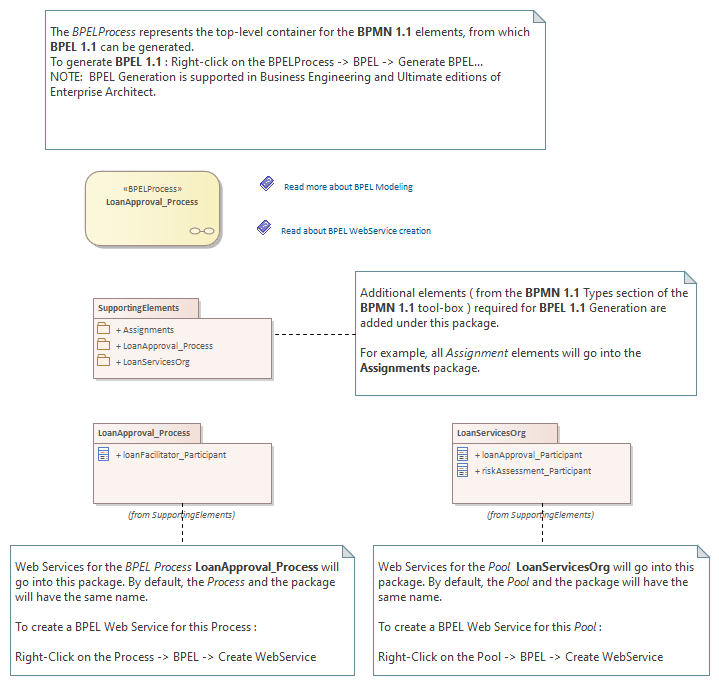 The BPELProcess represents the top-level container for the BPMN 1.1 elements, from which
BPEL 1.1 can be generated.
To generate BPEL 1.1 : Right-click on the BPELProcess -> BPEL -> Generate BPEL...
NOTE:  BPEL Generation is supported in Business Engineering and Ultimate editions of
Enterprise Architect.
«BPELProcess»
LoanApproval_Process
Read more about BPEL Modeling
Read about BPEL WebService creation
SupportingElements
+ Assignments
+ LoanApproval_Process
+ LoanServicesOrg
Additional elements ( from the BPMN 1.1 Types section of the
BPMN 1.1 tool-box ) required for BPEL 1.1 Generation are
added under this package.
For example, all Assignment elements will go into the
Assignments package.
LoanApproval_Process
+ loanFacilitator_Participant
(from SupportingElements)
LoanServicesOrg
+ loanApproval_Participant
+ riskAssessment_Participant
(from SupportingElements)
Web Services for the BPEL Process LoanApproval_Process will
go into this package. By default, the Process and the package
will have the same name.
To create a BPEL Web Service for this Process :
Right-Click on the Process -> BPEL -> Create WebService
Web Services for the Pool  LoanServicesOrg will go into this
package. By default, the Pool and the package will have the
same name.
To create a BPEL Web Service for this Pool :
Right-Click on the Pool -> BPEL -> Create WebService